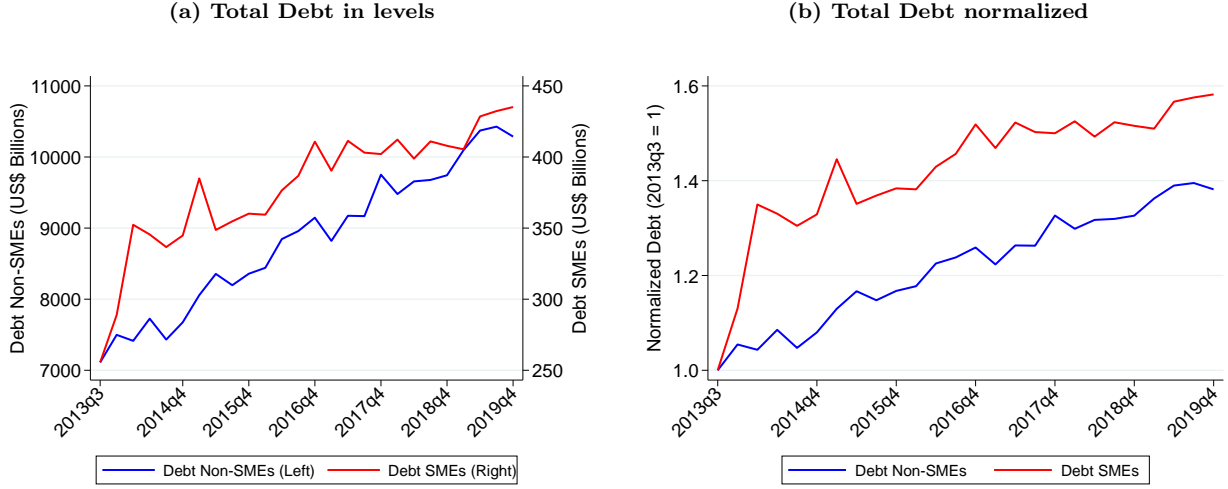 (a) Total Debt in levels
Debt Non-SMEs (US$ Billions)
11000
10000
9000
8000
7000
450
400
350
300
250
Debt SMEs (US$ Billions)
2013q3
2014q4
2015q4
2016q4
2017q4
2018q4
2019q4
Debt Non-SMEs (Left)
Debt SMEs (Right)
(b) Total Debt normalized
Normalized Debt (2013q3 = 1)
1.6
1.4
1.2
1.0
2013q3
2014q4
2015q4
2016q4
2017q4
2018q4
2019q4
Debt Non-SMEs
Debt SMEs